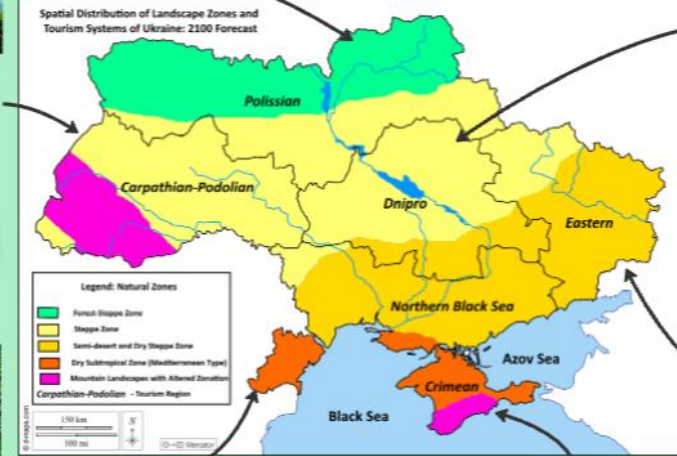 Spatial Distribution of Landscape Zones and
Tourism Systems of Ukraine: 2100 Forecast
Polissian
Carpathian-Podolian
Dnipro
Eastern
Northern Black Sea
Crimean
Azov Sea
Black Sea
Legend: Natural Zones
Forest Steppe Zone
Steppe Zone
Semi-desert and Dry Steppe Zone
Dry Subtropical Zone (Mediterranean Type)
Mountain Landscapes with Altered Zonation
Carpathian-Podolian - Tourism Region
150 km
100 mi
N
Mercator
© d-maps.com